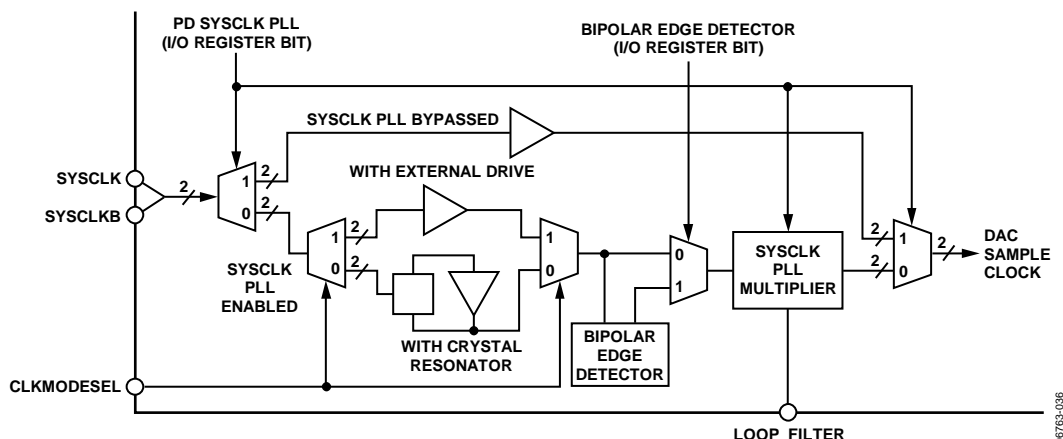 PD SYSCLK PLL
(I/O REGISTER BIT)
BIPOLAR EDGE DETECTOR
(I/O REGISTER BIT)
SYSCLK PLL BYPASSED
2
1
WITH EXTERNAL DRIVE
SYSCLK
2
SYSCLKB
0
2
1
2
1
0
2
0
0
1
SYSCLK
PLL
MULTIPLIER
2
1
2
0
2
DAC
SAMPLE
CLOCK
SYSCLK
PLL
ENABLED
WITH CRYSTAL
RESONATOR
BIPOLAR
EDGE
DETECTOR
CLKMODESEL
LOOP_FILTER
6763-036